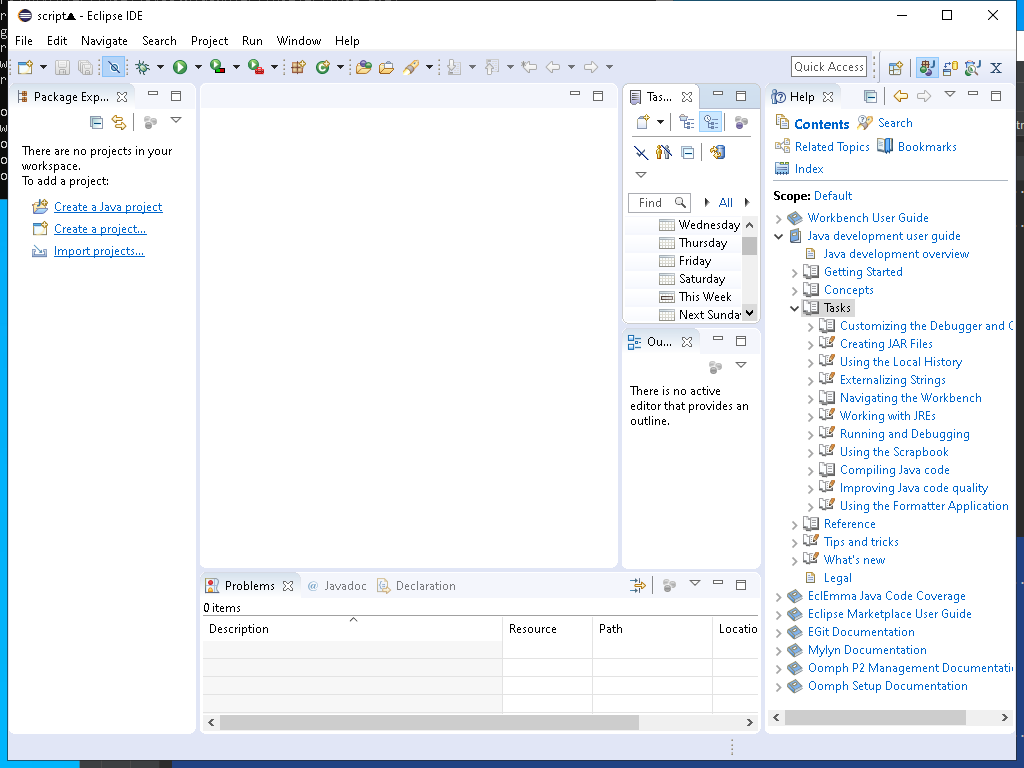 script▲ - Eclipse IDE
File Edit Navigate Search Project Run Window Help
Quick Access
Package Exp...
There are no projects in your
workspace.
To add a project:
Create a Java project
Create a project...
Import projects...
Tas...
Find
All
Wednesday
Thursday
Friday
Saturday
This Week
Next Sunda
Ou...
There is no active
editor that provides an
outline.
Problems Javadoc Declaration
0 items
Description Resource Path Locatio
Help
Contents Search
Related Topics Bookmarks
Index
Scope: Default
Workbench User Guide
Java development user guide
Java development overview
Getting Started
Concepts
Tasks
Customizing the Debugger and
Creating JAR Files
Using the Local History
Externalizing Strings
Navigating the Workbench
Working with JREs
Running and Debugging
Using the Scrapbook
Compiling Java code
Improving Java code quality
Using the Formatter Application
Reference
Tips and tricks
What's new
Legal
EclEmma Java Code Coverage
Eclipse Marketplace User Guide
EGit Documentation
Mylyn Documentation
Oomph P2 Management Documentati
Oomph Setup Documentation